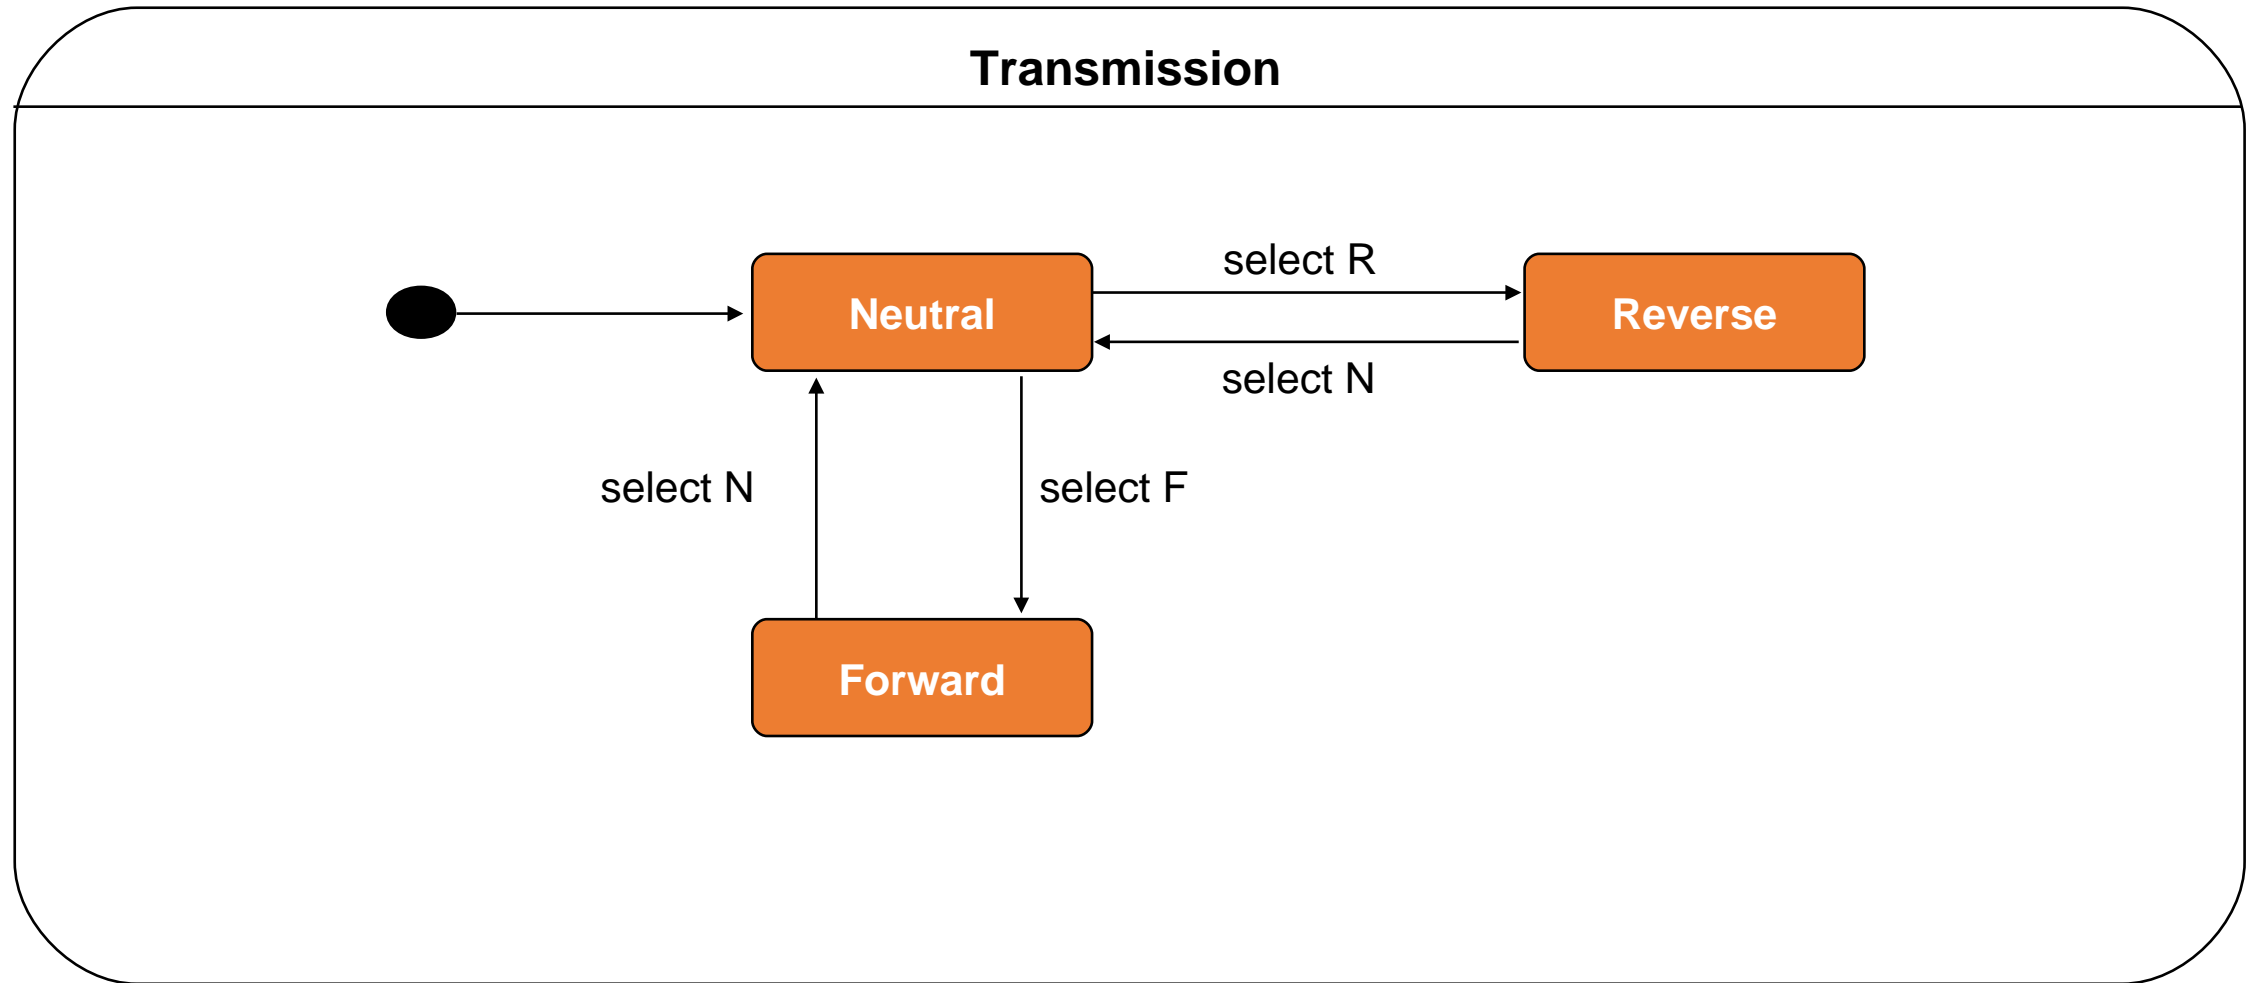 Transmission
select R
Neutral
Reverse
select N
select N
select F
Forward